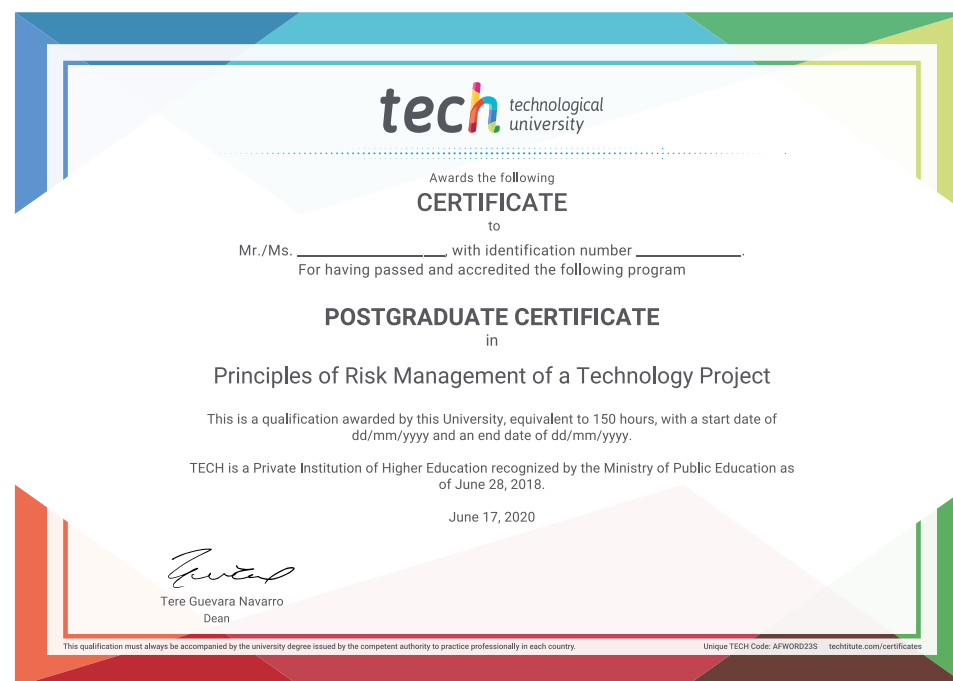 tech technological
university
Awards the following
CERTIFICATE
to
Mr./Ms. ____________________, with identification number ______________.
For having passed and accredited the following program
POSTGRADUATE CERTIFICATE
in
Principles of Risk Management of a Technology Project
This is a qualification awarded by this University, equivalent to 150 hours, with a start date of
dd/mm/yyyy and an end date of dd/mm/yyyy.
TECH is a Private Institution of Higher Education recognized by the Ministry of Public Education as
of June 28, 2018.
June 17, 2020
Tere Guevara Navarro
Dean
This qualification must always be accompanied by the university degree issued by the competent authority to practice professionally in each country.
Unique TECH Code: AFWORD23S techtitute.com/certificates